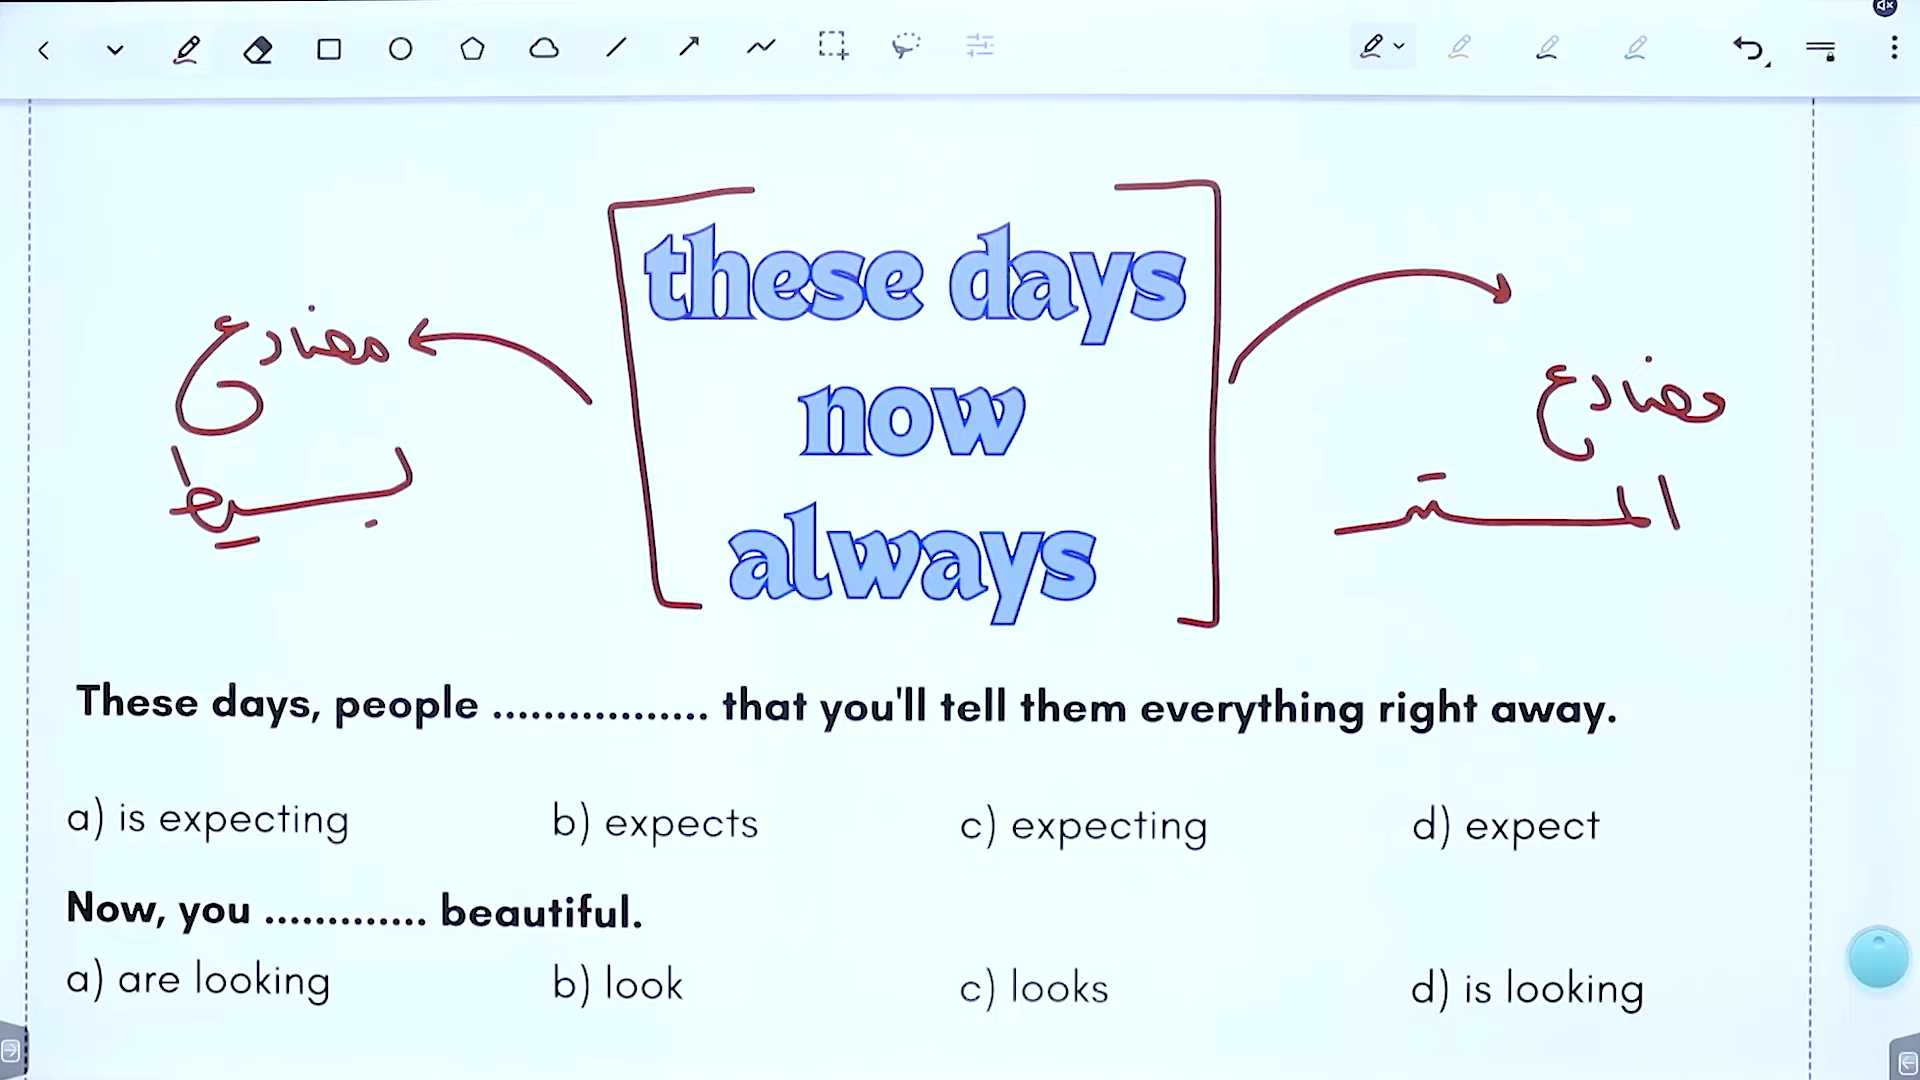 these days
now
always
مضارع
بسيط
مضارع
المستمر
These days, people ................. that you'll tell them everything right away.
a) is expecting b) expects c) expecting d) expect
Now, you ............. beautiful.
a) are looking b) look c) looks d) is looking